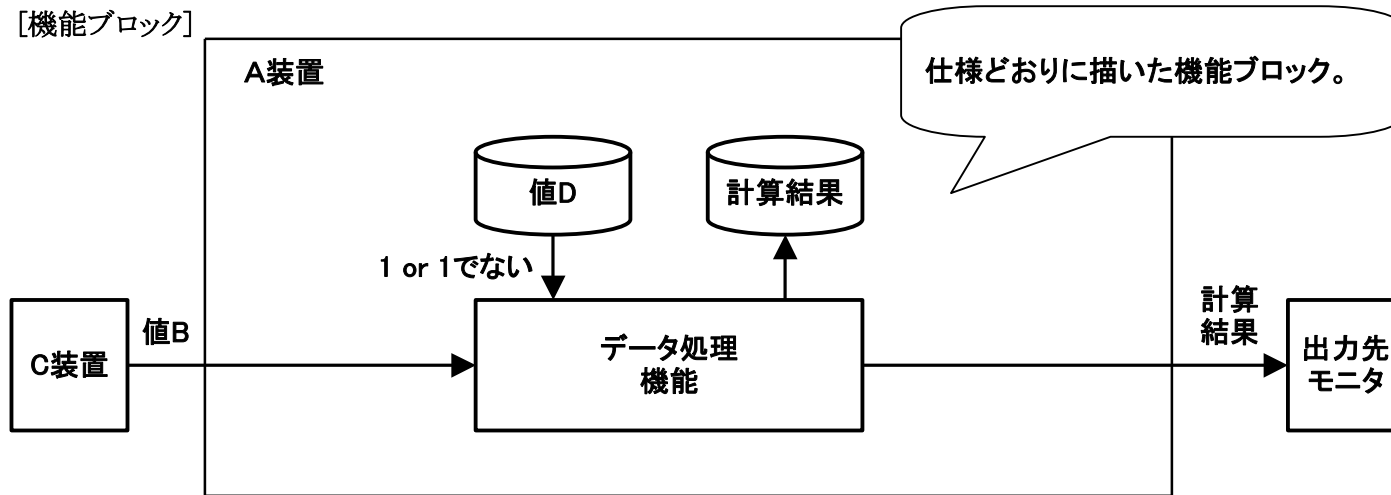 [機能ブロック]
A装置
仕様どおりに描いた機能ブロック。
値D
計算結果
1 or 1でない
C装置
値B
データ処理
機能
計算
結果
出力先
モニタ